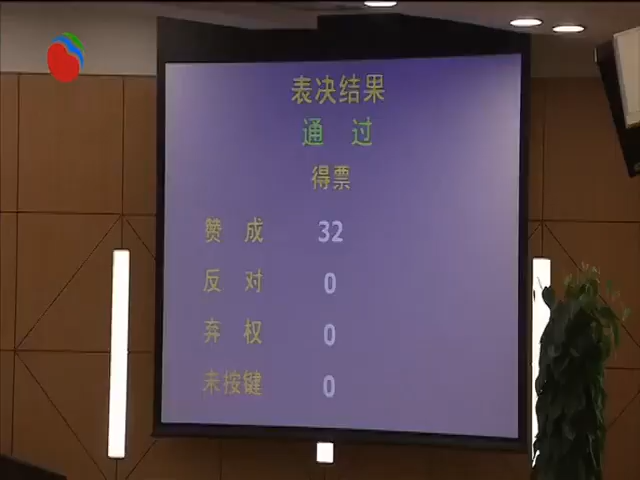 表决结果
通 过
得票
赞 成 32
反 对 0
弃 权 0
未按键 0